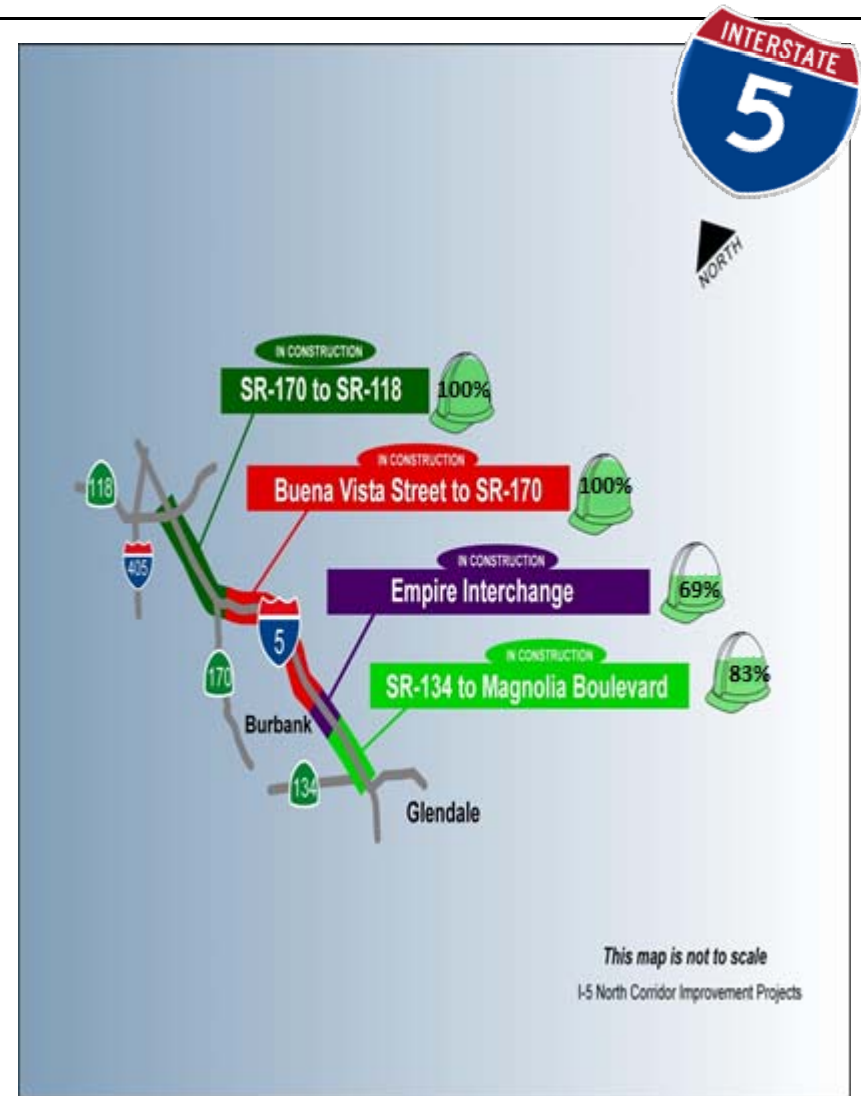 INTERSTATE
5
NORTH
IN CONSTRUCTION
SR-170 to SR-118
100%
IN CONSTRUCTION
Buena Vista Street to SR-170
100%
118
IN CONSTRUCTION
Empire Interchange
69%
405
5
IN CONSTRUCTION
SR-134 to Magnolia Boulevard
83%
170
Burbank
134
Glendale
This map is not to scale
I-5 North Corridor Improvement Projects